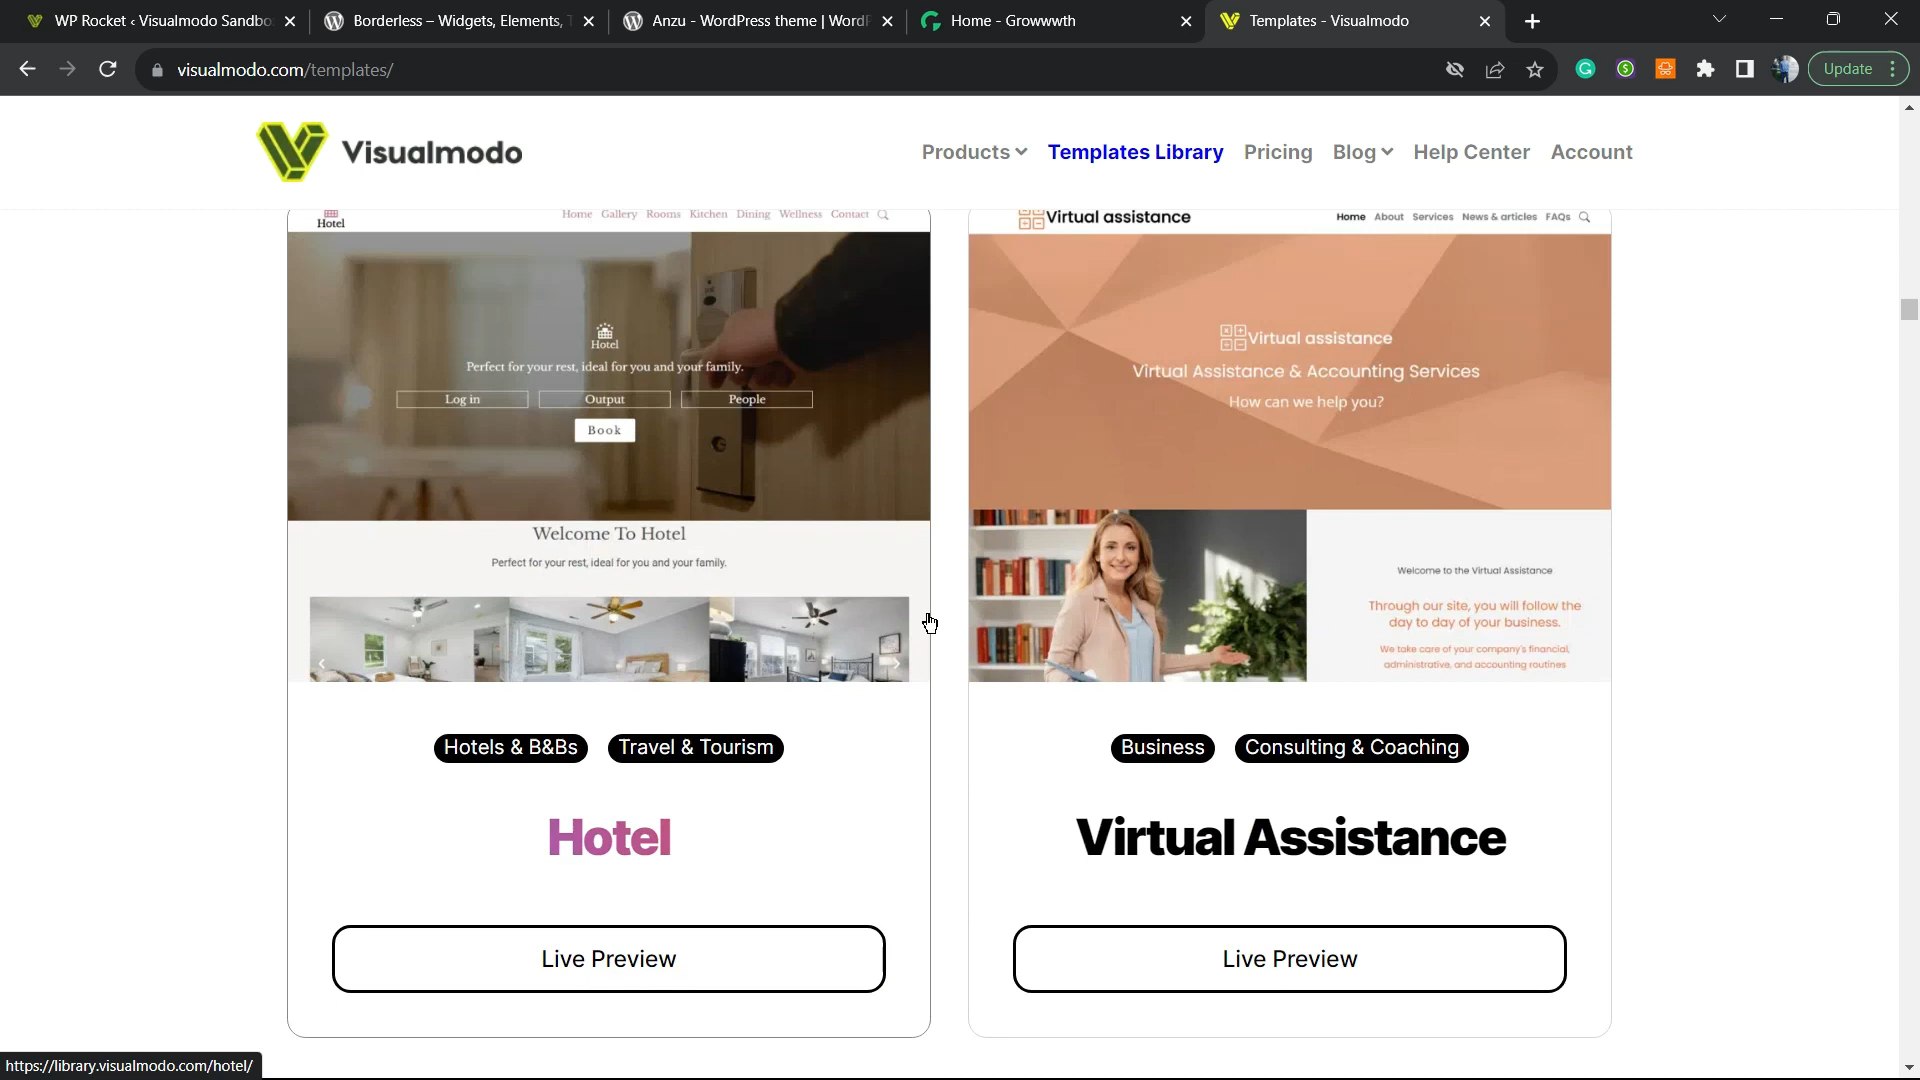 WP Rocket ‹ Visualmodo Sandbo
Borderless – Widgets, Elements, T
Anzu - WordPress theme | WordP
Home - Growwwth
Templates - Visualmodo
visualmodo.com/templates/
Update
Visualmodo
Products
Templates Library
Pricing
Blog
Help Center
Account
Hotel
Home Gallery Rooms Kitchen Dining Wellness Contact
Hotel
Perfect for your rest, ideal for you and your family.
Log in
Output
People
Book
Welcome To Hotel
Perfect for your rest, ideal for you and your family.
Hotels & B&Bs
Travel & Tourism
Hotel
Live Preview
Virtual assistance
Home About Services News & articles FAQs
Virtual assistance
Virtual Assistance & Accounting Services
How can we help you?
Welcome to the Virtual Assistance
Through our site, you will follow the
day to day of your business.
We take care of your company's financial,
administrative, and accounting routines
Business
Consulting & Coaching
Virtual Assistance
Live Preview
https://library.visualmodo.com/hotel/